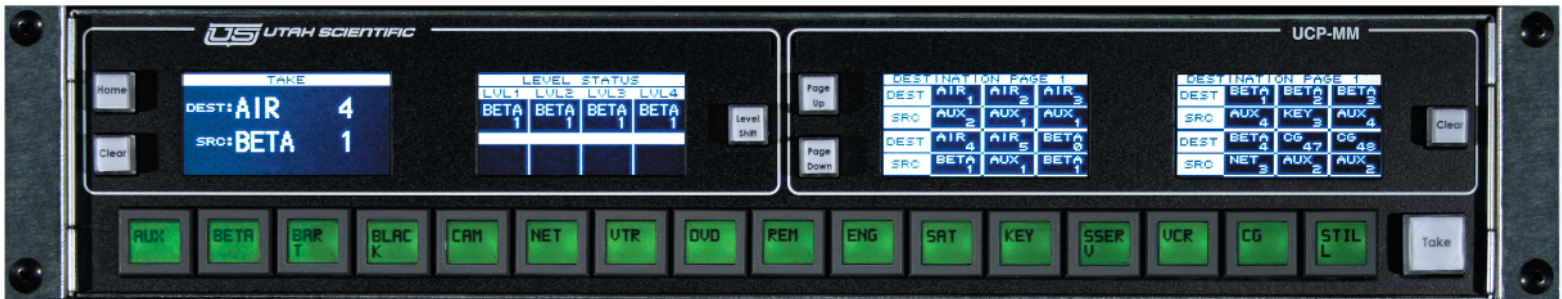 US UTAH SCIENTIFIC
UCP-MM
Home
Clear
TAKE
DEST:AIR 4
SRC:BETA 1
LEVEL STATUS
LVL1 LVL2 LVL3 LVL4
BETA BETA BETA BETA
1 1 1 1
Level
Shift
Page
Up
Page
Down
DESTINATION PAGE 1
DEST AIR 1 AIR 2 AIR 3
SRC AUX 2 AUX 1 AUX 1
DEST AIR 4 AIR 5 BETA 0
SRC BETA 1 AUX 1 BETA 1
DESTINATION PAGE 1
DEST BETA 1 BETA 2 BETA 3
SRC AUX 4 KEY 3 AUX 4
DEST BETA 4 CG 47 CG 48
SRC NET 3 AUX 2 AUX 2
Clear
AUX
BETA
BAR
T
BLAC
K
CAM
NET
VTR
DVD
REM
ENG
SAT
KEY
SSER
V
VCR
CG
STIL
L
Take